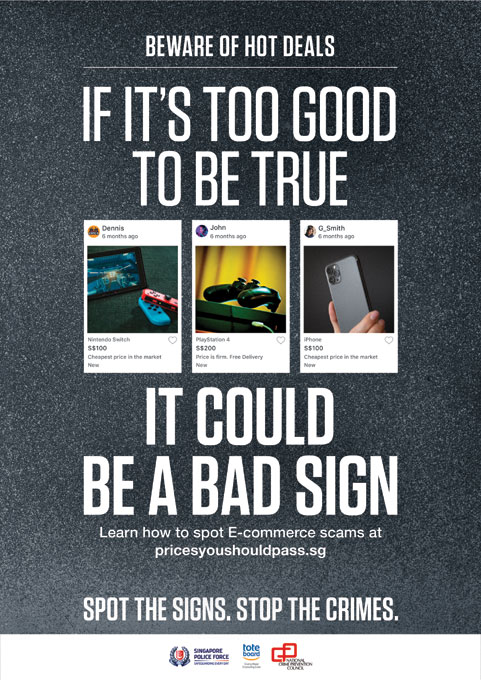 BEWARE OF HOT DEALS
IF IT'S TOO GOOD
TO BE TRUE
Dennis
6 months ago
Nintendo Switch
S$100
Cheapest price in the market
New
John
6 months ago
PlayStation 4
S$200
Price is firm. Free Delivery
New
G_Smith
6 months ago
iPhone
S$100
Cheapest price in the market
New
IT COULD
BE A BAD SIGN
Learn how to spot E-commerce scams at
pricesyoushouldpass.sg
SPOT THE SIGNS. STOP THE CRIMES.
SINGAPORE
POLICE FORCE
SAFEGUARDING EVERY DAY
tote
board
NATIONAL
CRIME PREVENTION
COUNCIL